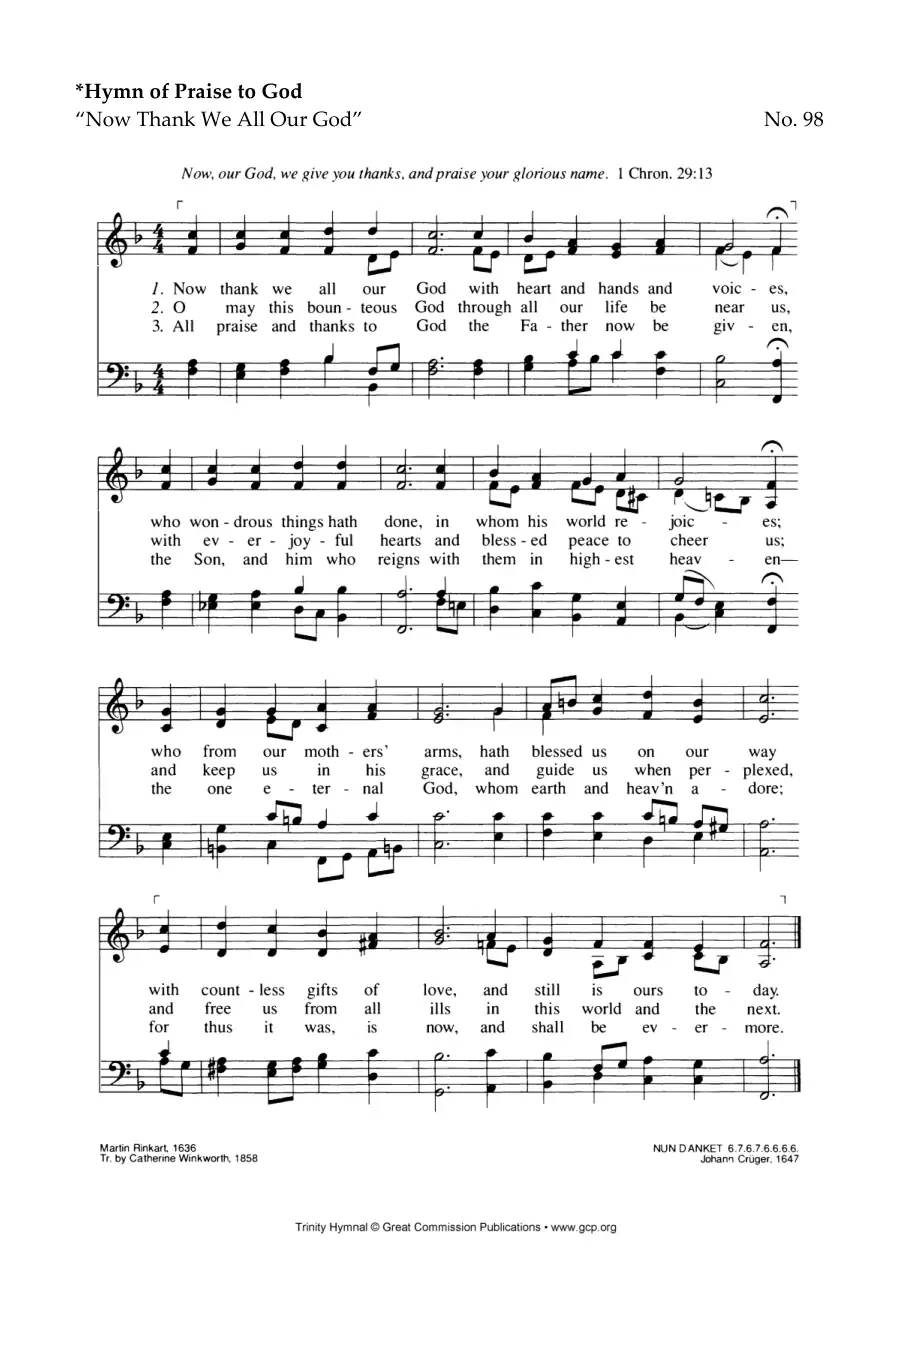 *Hymn of Praise to God
“Now Thank We All Our God” No. 98
Now, our God, we give you thanks, and praise your glorious name. 1 Chron. 29:13
1. Now thank we all our God with heart and hands and voic - es,
2. O may this boun - teous God through all our life be near us,
3. All praise and thanks to God the Fa - ther now be giv - en,
who won - drous things hath done, in whom his world re - joic - es;
with ev - er - joy - ful hearts and bless - ed peace to cheer us;
the Son, and him who reigns with them in high - est heav - en—
who from our moth - ers’ arms, hath blessed us on our way
and keep us in his grace, and guide us when per - plexed,
the one e - ter - nal God, whom earth and heav’n a - dore;
with count - less gifts of love, and still is ours to - day.
and free us from all ills in this world and the next.
for thus it was, is now, and shall be ev - er - more.
Martin Rinkart, 1636 NUN DANKET 6.7.6.7.6.6.6.6.
Tr. by Catherine Winkworth, 1858 Johann Crüger, 1647
Trinity Hymnal © Great Commission Publications • www.gcp.org